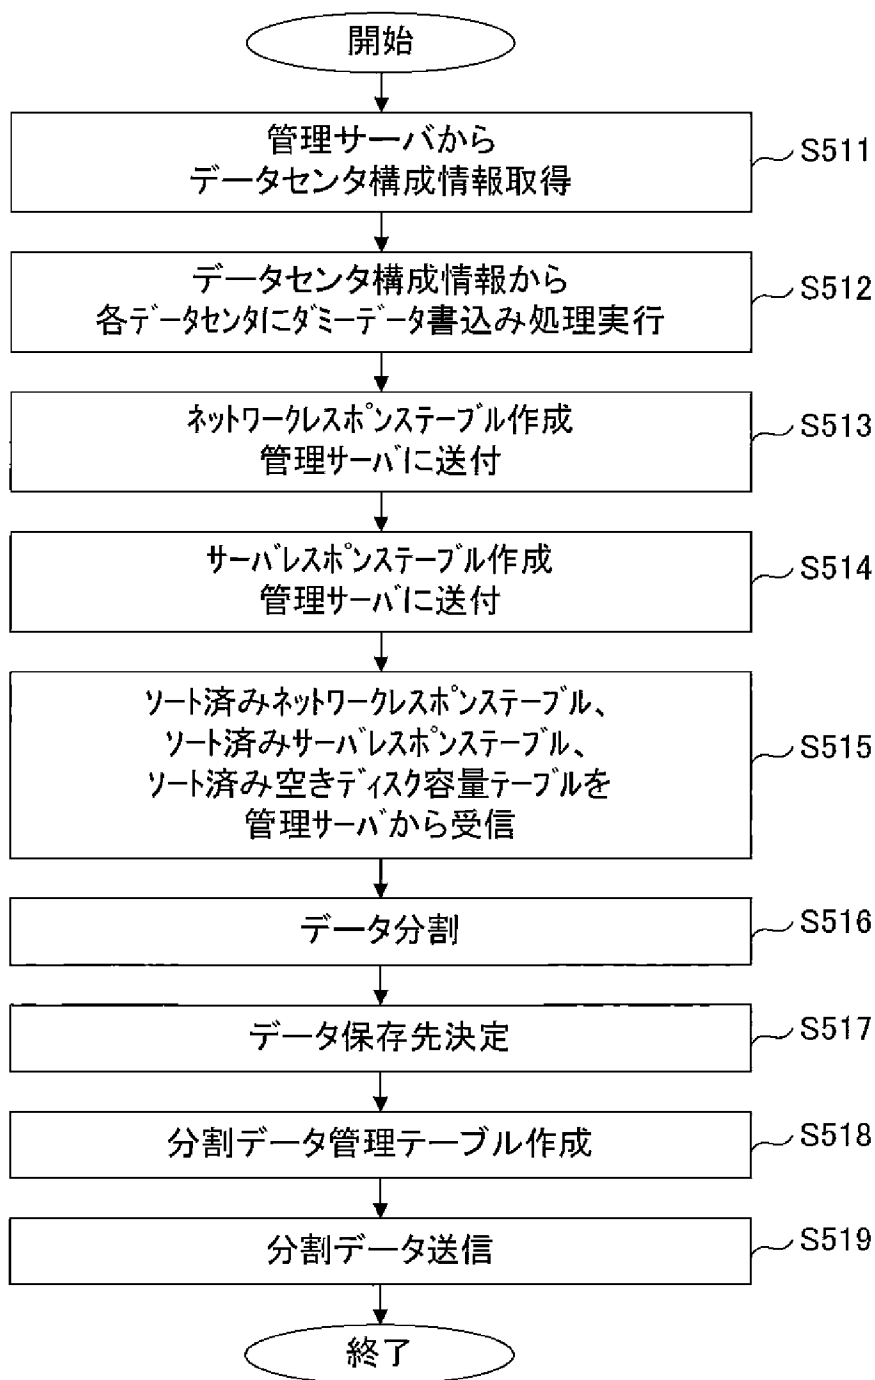 開始
管理サーバから
データセンタ構成情報取得
S511
データセンタ構成情報から
各データセンタにダミーデータ書込み処理実行
S512
ネットワークレスポンステーブル作成
管理サーバに送付
S513
サーバレスポンステーブル作成
管理サーバに送付
S514
ソート済みネットワークレスポンステーブル、
ソート済みサーバレスポンステーブル、
ソート済み空きディスク容量テーブルを
管理サーバから受信
S515
データ分割
S516
データ保存先決定
S517
分割データ管理テーブル作成
S518
分割データ送信
S519
終了